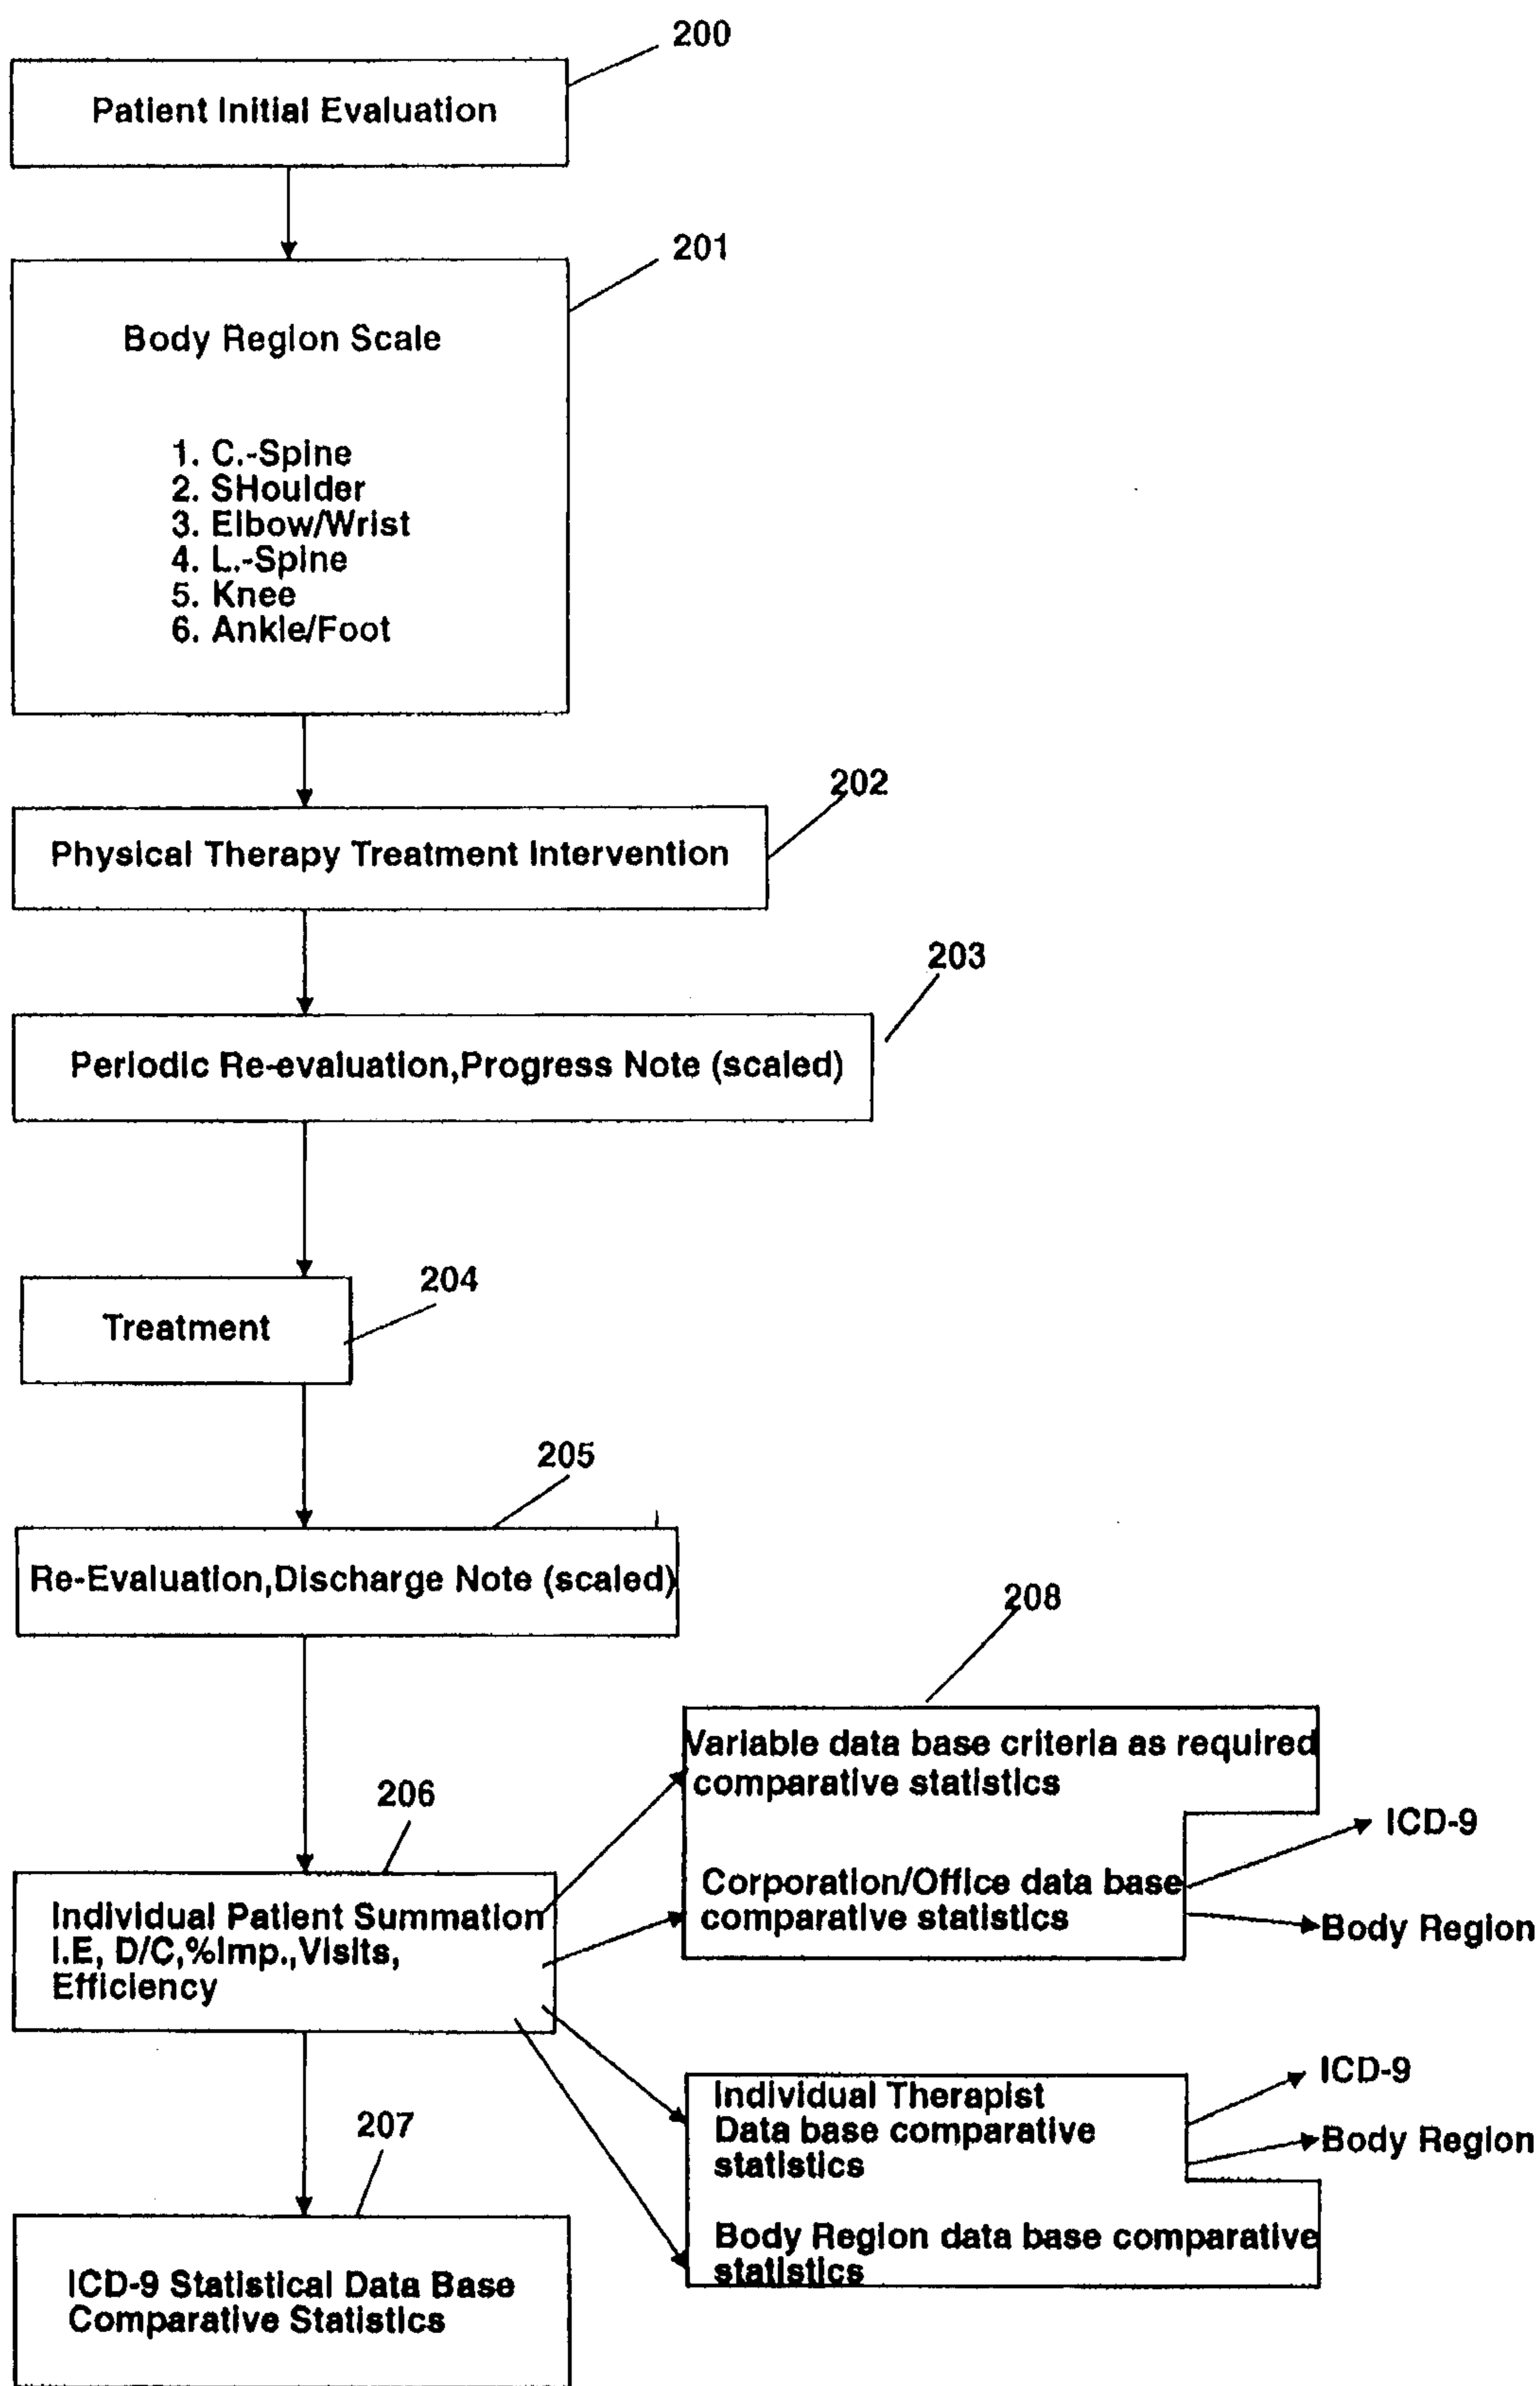 200
Patient Initial Evaluation
201
Body Region Scale
1. C.-Spine
2. SHoulder
3. Elbow/Wrist
4. L.-Spine
5. Knee
6. Ankle/Foot
202
Physical Therapy Treatment Intervention
203
Periodic Re-evaluation,Progress Note (scaled)
204
Treatment
205
Re-Evaluation,Discharge Note (scaled)
208
Variable data base criteria as required
comparative statistics
ICD-9
Corporation/Office data base
comparative statistics
Body Region
206
Individual Patient Summation
I.E, D/C,%Imp.,Visits,
Efficiency
Individual Therapist
Data base comparative
statistics
ICD-9
Body Region
Body Region data base comparative
statistics
207
ICD-9 Statistical Data Base
Comparative Statistics